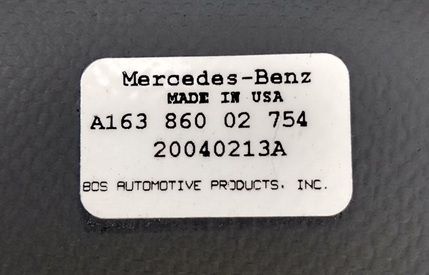 Mercedes-Benz
MADE IN USA
A163 860 02 754
20040213A
BOS AUTOMOTIVE PRODUCTS, INC.